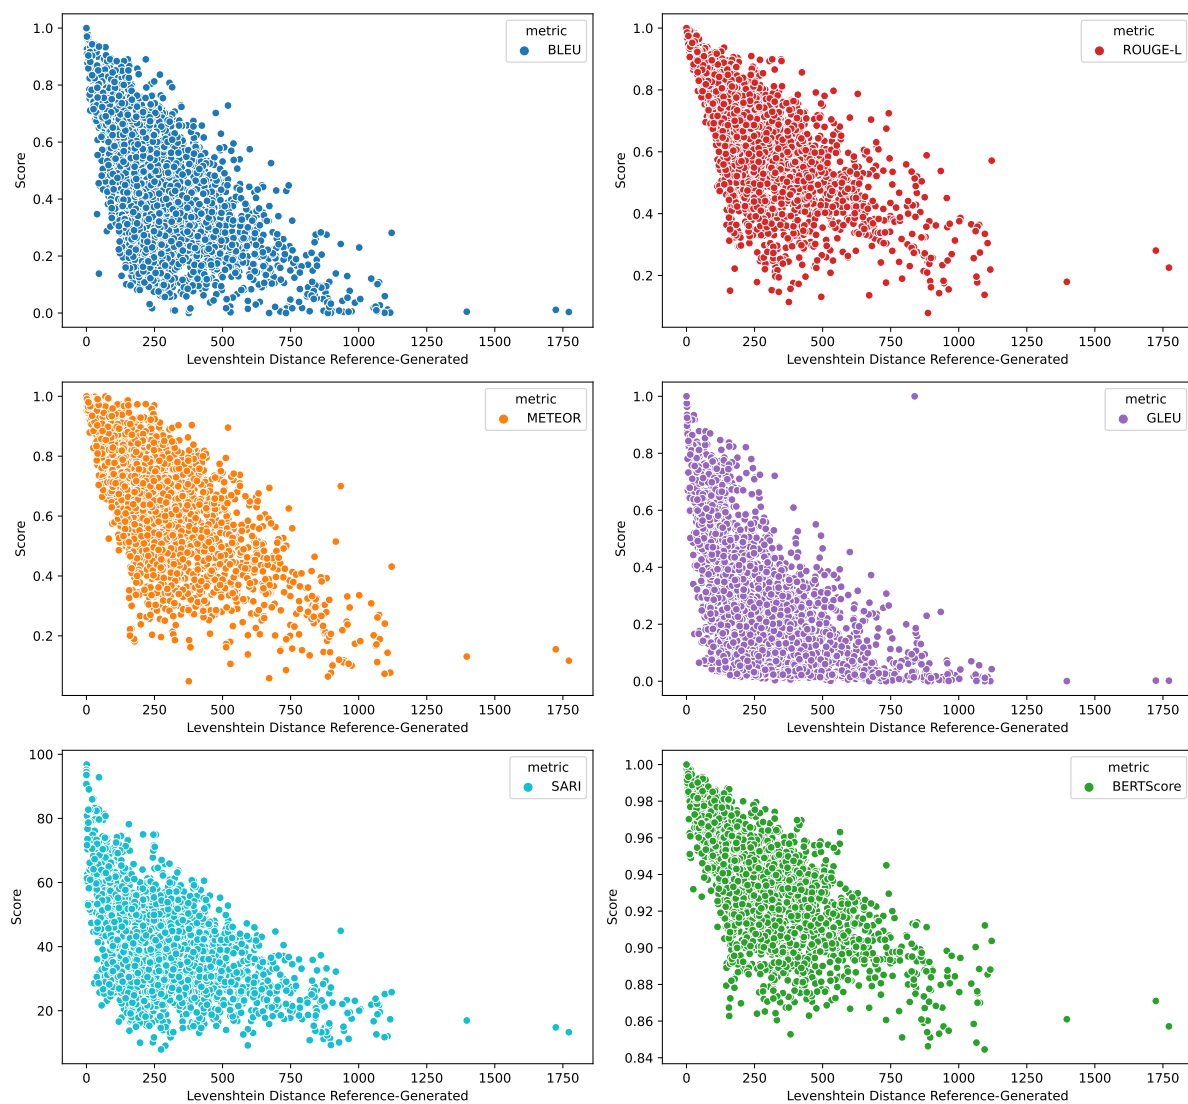 metric
BLEU
1.0
0.8
0.6
0.4
0.2
0.0
Score
0 250 500 750 1000 1250 1500 1750
Levenshtein Distance Reference-Generated
metric
ROUGE-L
1.0
0.8
0.6
0.4
0.2
Score
0 250 500 750 1000 1250 1500 1750
Levenshtein Distance Reference-Generated
metric
METEOR
1.0
0.8
0.6
0.4
0.2
Score
0 250 500 750 1000 1250 1500 1750
Levenshtein Distance Reference-Generated
metric
GLEU
1.0
0.8
0.6
0.4
0.2
0.0
Score
0 250 500 750 1000 1250 1500 1750
Levenshtein Distance Reference-Generated
metric
SARI
100
80
60
40
20
Score
0 250 500 750 1000 1250 1500 1750
Levenshtein Distance Reference-Generated
metric
BERTScore
1.00
0.98
0.96
0.94
0.92
0.90
0.88
0.86
0.84
Score
0 250 500 750 1000 1250 1500 1750
Levenshtein Distance Reference-Generated